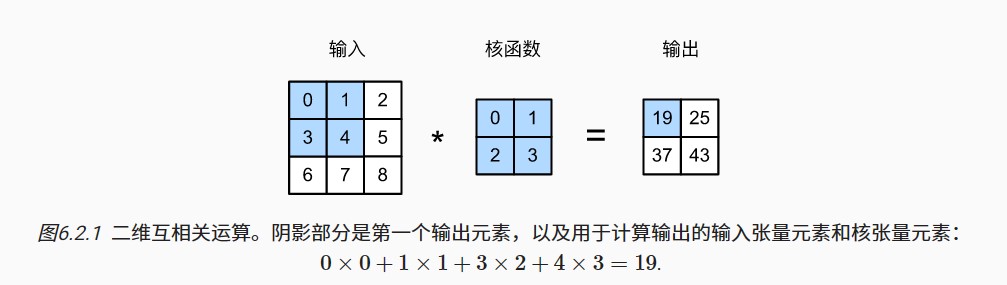 输入 核函数 输出
0 1 2
3 4 5
6 7 8
*
0 1
2 3
=
19 25
37 43
图6.2.1 二维互相关运算。阴影部分是第一个输出元素，以及用于计算输出的输入张量元素和核张量元素：
0 × 0 + 1 × 1 + 3 × 2 + 4 × 3 = 19.